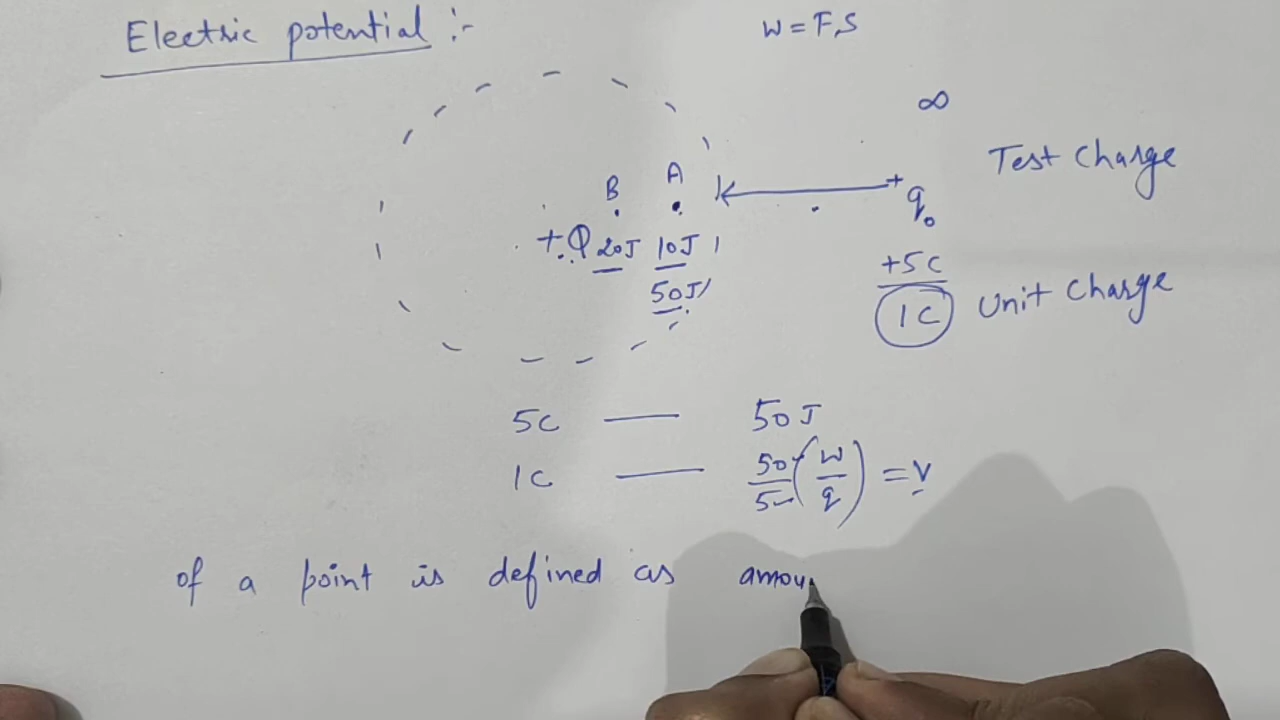 Electric potential :-
W = F.S
∞
Test Charge
B A
+ q₀
+Q 20J 10J
50J
+5C
1C Unit Charge
5C — 50J
1C — 50/5 (W/q) = V
of a point is defined as amou